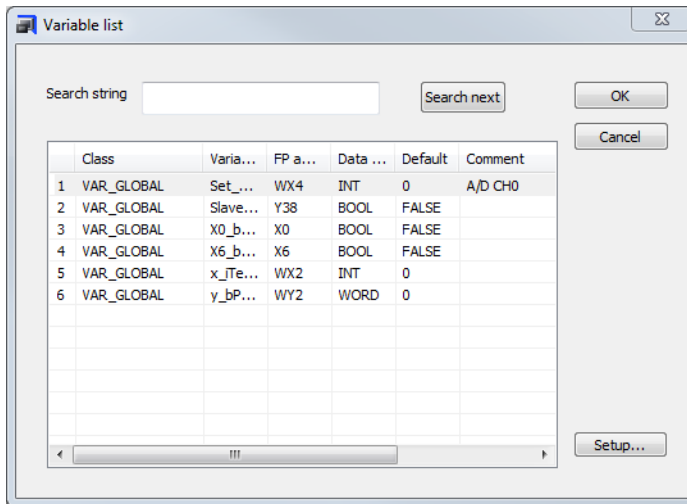 Variable list
Search string Search next OK
Cancel
Class Varia... FP a... Data ... Default Comment
1 VAR_GLOBAL Set_... WX4 INT 0 A/D CH0
2 VAR_GLOBAL Slave... Y38 BOOL FALSE
3 VAR_GLOBAL X0_b... X0 BOOL FALSE
4 VAR_GLOBAL X6_b... X6 BOOL FALSE
5 VAR_GLOBAL x_iTe... WX2 INT 0
6 VAR_GLOBAL y_bP... WY2 WORD 0
Setup...